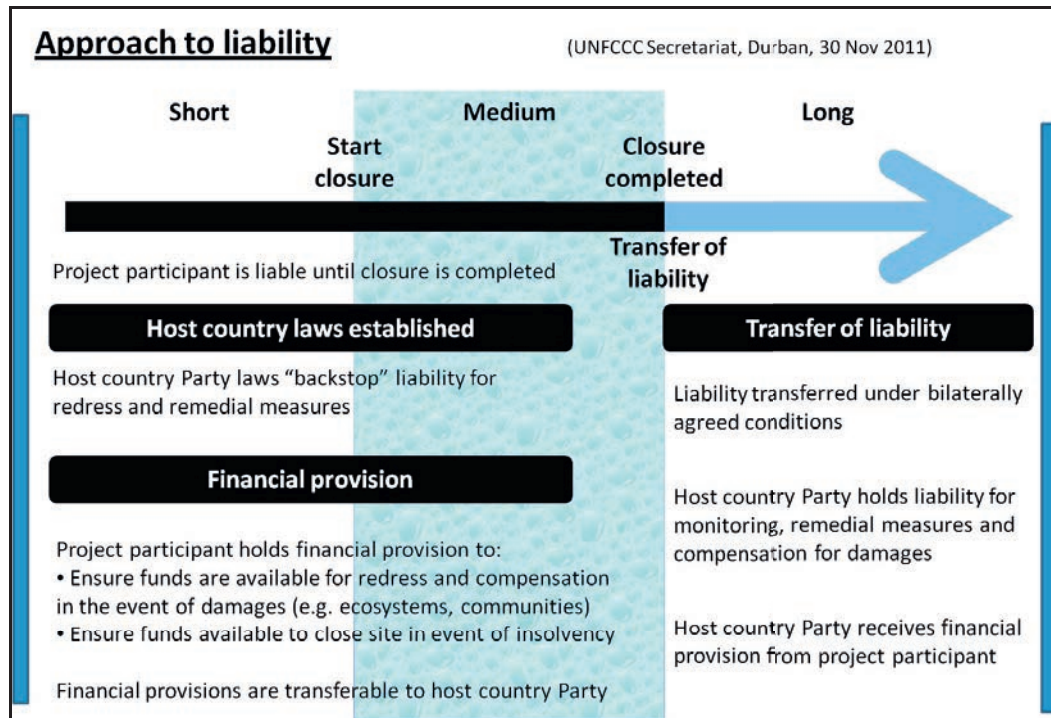 Approach to liability
(UNFCCC Secretariat, Durban, 30 Nov 2011)
Short
Medium
Long
Start
closure
Closure
completed
Transfer of
liability
Project participant is liable until closure is completed
Host country laws established
Host country Party laws “backstop” liability for
redress and remedial measures
Financial provision
Project participant holds financial provision to:
• Ensure funds are available for redress and compensation
in the event of damages (e.g. ecosystems, communities)
• Ensure funds available to close site in event of insolvency
Financial provisions are transferable to host country Party
Transfer of liability
Liability transferred under bilaterally
agreed conditions
Host country Party holds liability for
monitoring, remedial measures and
compensation for damages
Host country Party receives financial
provision from project participant